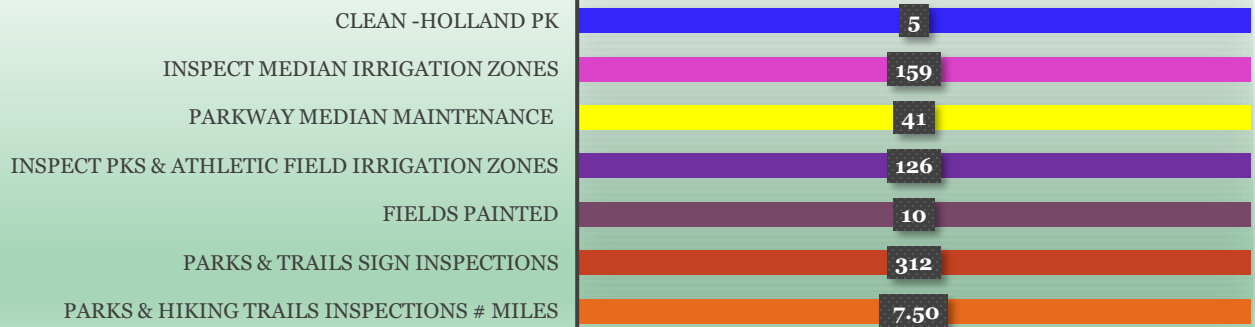 CLEAN -HOLLAND PK 5
INSPECT MEDIAN IRRIGATION ZONES 159
PARKWAY MEDIAN MAINTENANCE 41
INSPECT PKS & ATHLETIC FIELD IRRIGATION ZONES 126
FIELDS PAINTED 10
PARKS & TRAILS SIGN INSPECTIONS 312
PARKS & HIKING TRAILS INSPECTIONS # MILES 7.50